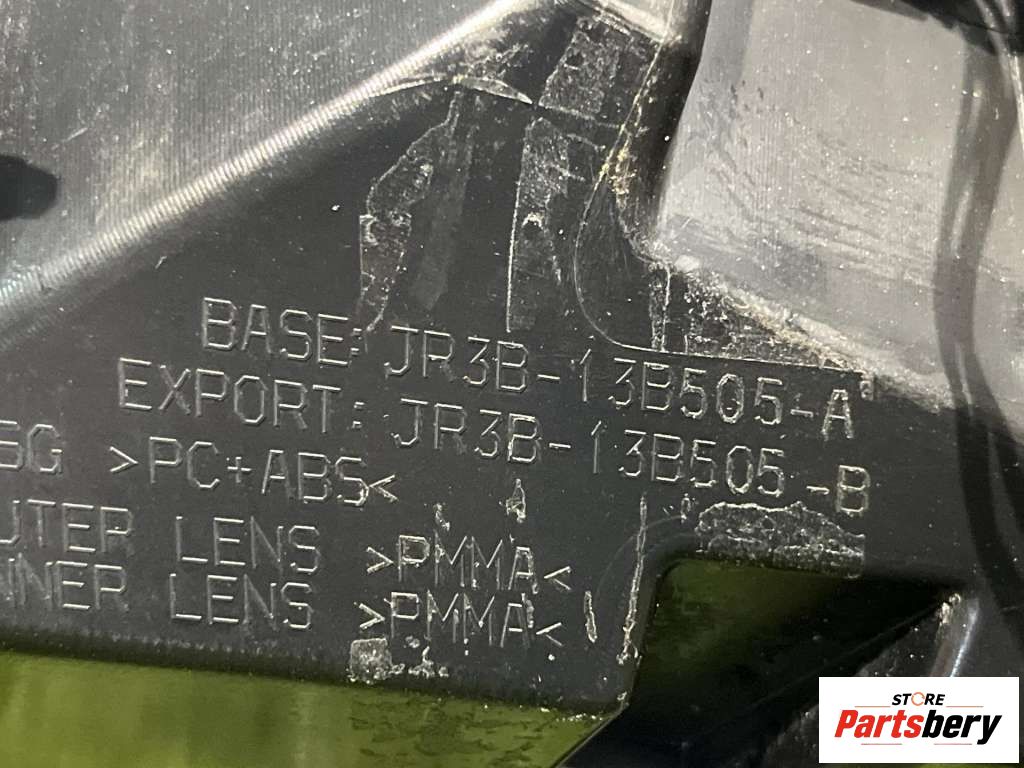 BASE: JR3B-13B505-A
EXPORT: JR3B-13B505-B
>PC+ABS<
LENS >PMMA<
LENS >PMMA<
STORE
Partsbery